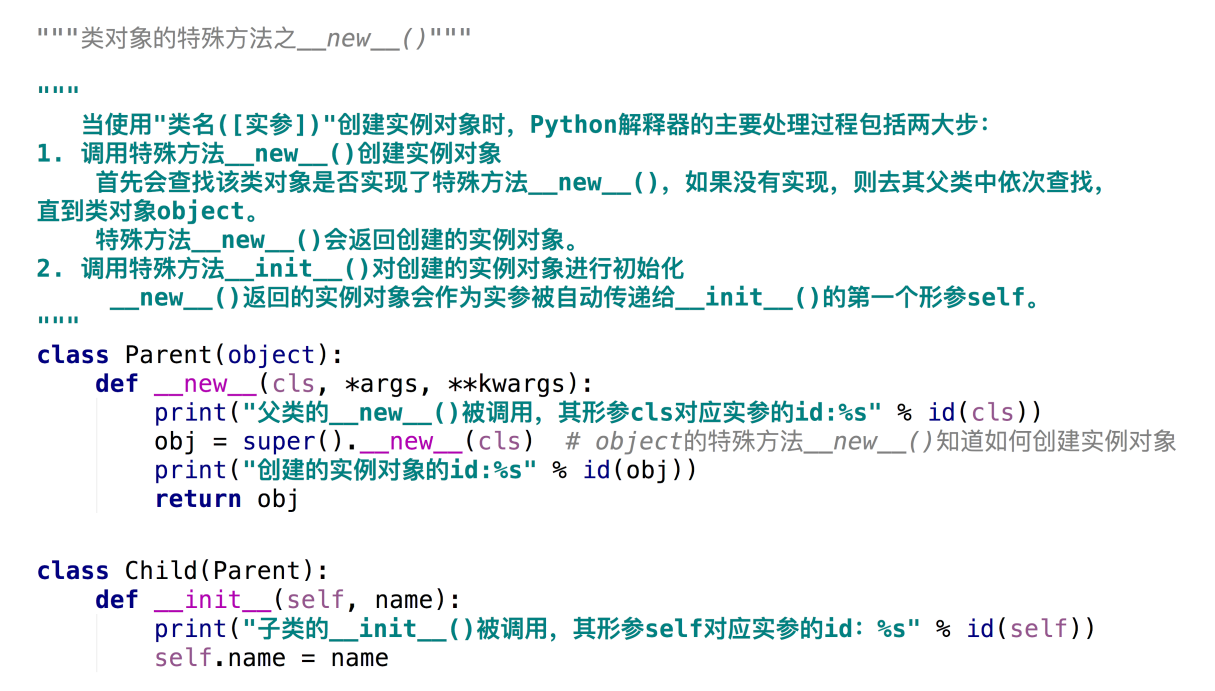 """类对象的特殊方法之__new__()"""
"""
当使用"类名([实参])"创建实例对象时，Python解释器的主要处理过程包括两大步：
1. 调用特殊方法__new__()创建实例对象
首先会查找该类对象是否实现了特殊方法__new__()，如果没有实现，则去其父类中依次查找，
直到类对象object。
特殊方法__new__()会返回创建的实例对象。
2. 调用特殊方法__init__()对创建的实例对象进行初始化
__new__()返回的实例对象会作为实参被自动传递给__init__()的第一个形参self。
"""
class Parent(object):
    def __new__(cls, *args, **kwargs):
        print("父类的__new__()被调用，其形参cls对应实参的id:%s" % id(cls))
        obj = super().__new__(cls)  # object的特殊方法__new__()知道如何创建实例对象
        print("创建的实例对象的id:%s" % id(obj))
        return obj
class Child(Parent):
    def __init__(self, name):
        print("子类的__init__()被调用，其形参self对应实参的id：%s" % id(self))
        self.name = name